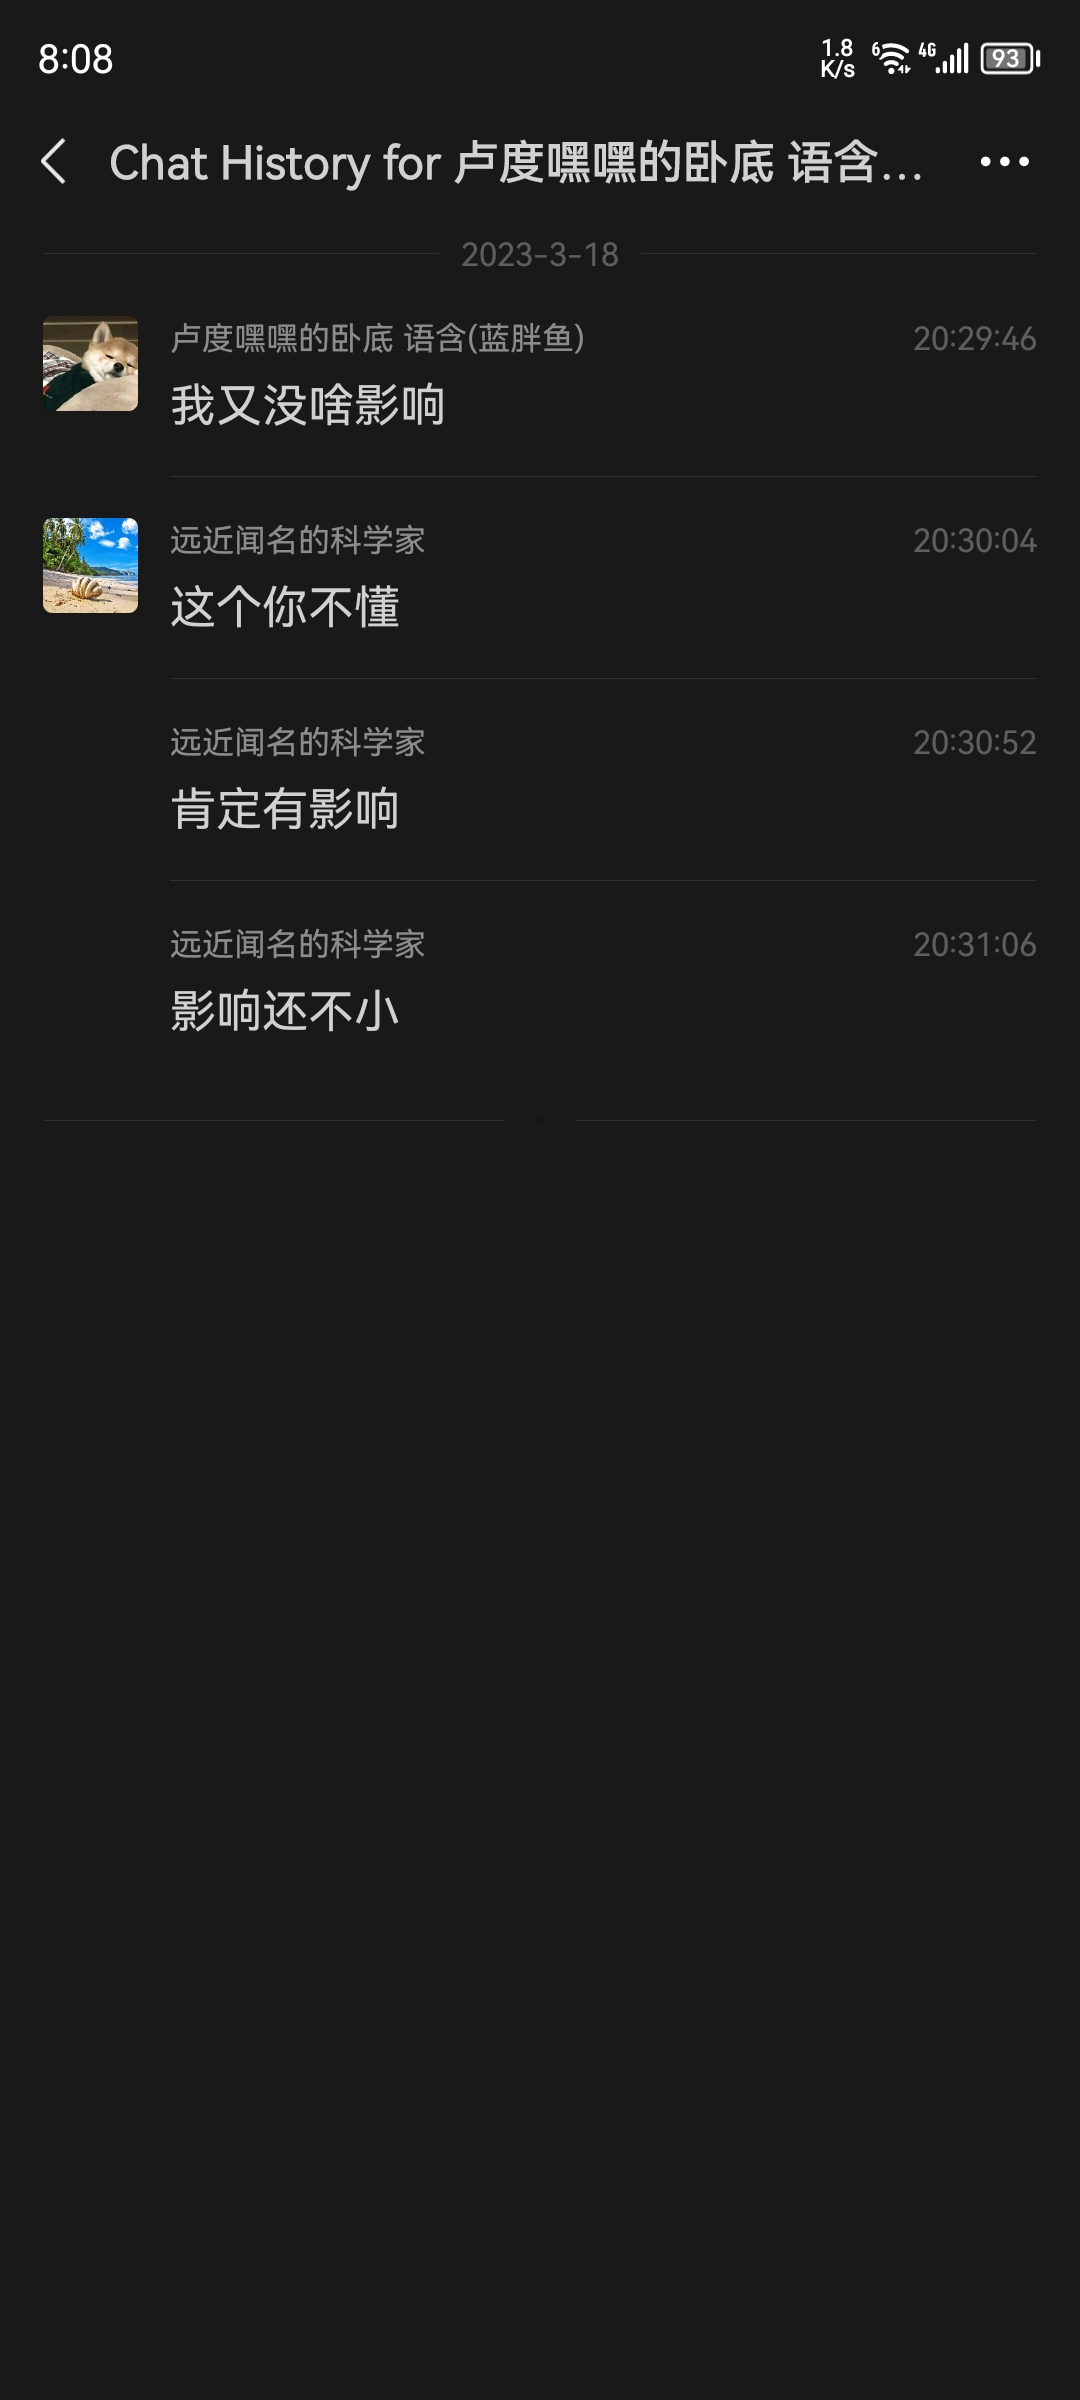 8:08
1.8
K/s
6
4G
93
Chat History for 卢度嘿嘿的卧底 语含...
2023-3-18
卢度嘿嘿的卧底 语含(蓝胖鱼)
20:29:46
我又没啥影响
远近闻名的科学家
20:30:04
这个你不懂
远近闻名的科学家
20:30:52
肯定有影响
远近闻名的科学家
20:31:06
影响还不小